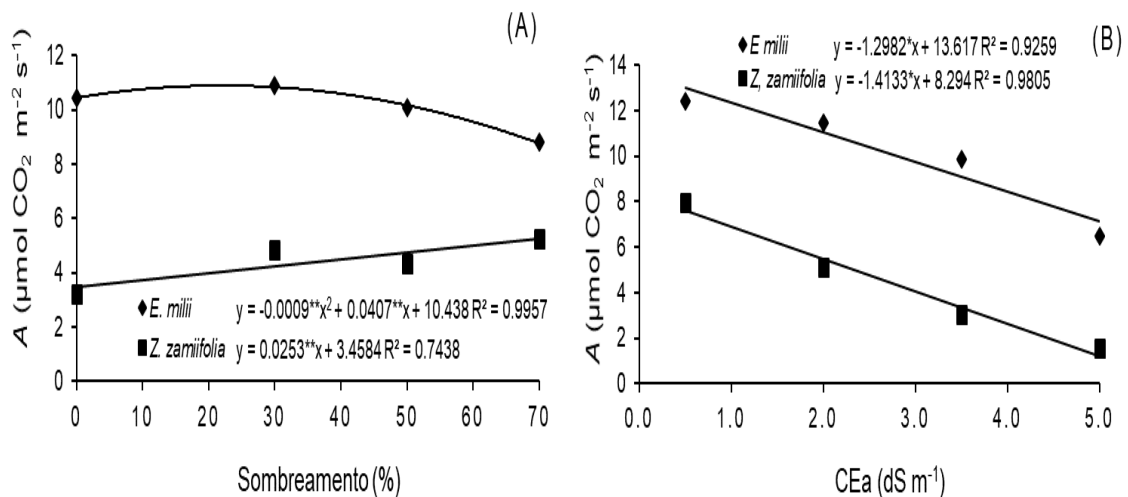 (A)
A (µmol CO₂ m⁻² s⁻¹)
14
12
10
8
6
4
2
0
E. milii y = -0.0009**x² + 0.0407**x + 10.438 R² = 0.9957
Z. zamiifolia y = 0.0253**x + 3.4584 R² = 0.7438
0 10 20 30 40 50 60 70
Sombreamento (%)
(B)
E milii y = -1.2982*x + 13.617 R² = 0.9259
Z, zamiifolia y = -1.4133*x + 8.294 R² = 0.9805
A (µmol CO₂ m⁻² s⁻¹)
14
12
10
8
6
4
2
0
0.0 1.0 2.0 3.0 4.0 5.0
CEa (dS m⁻¹)